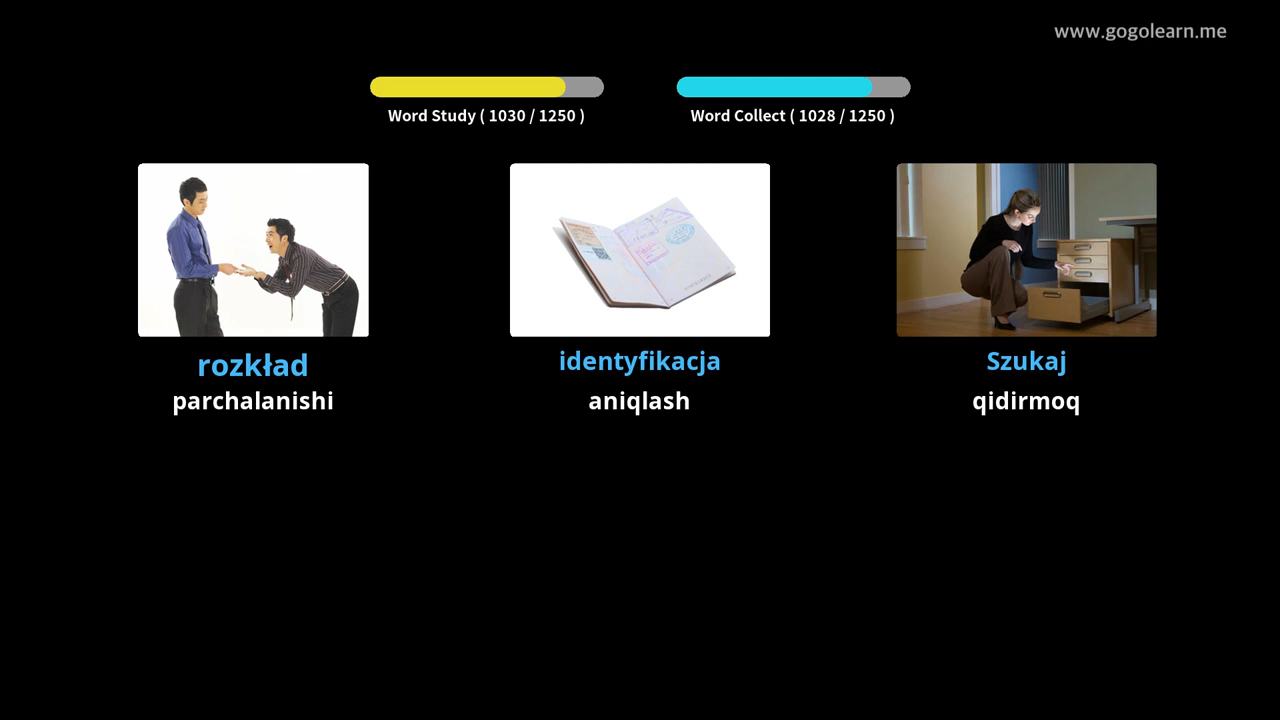 www.gogolearn.me
Word Study ( 1030 / 1250 )
Word Collect ( 1028 / 1250 )
rozkład
identyfikacja
Szukaj
parchalanishi
aniqlash
qidirmoq